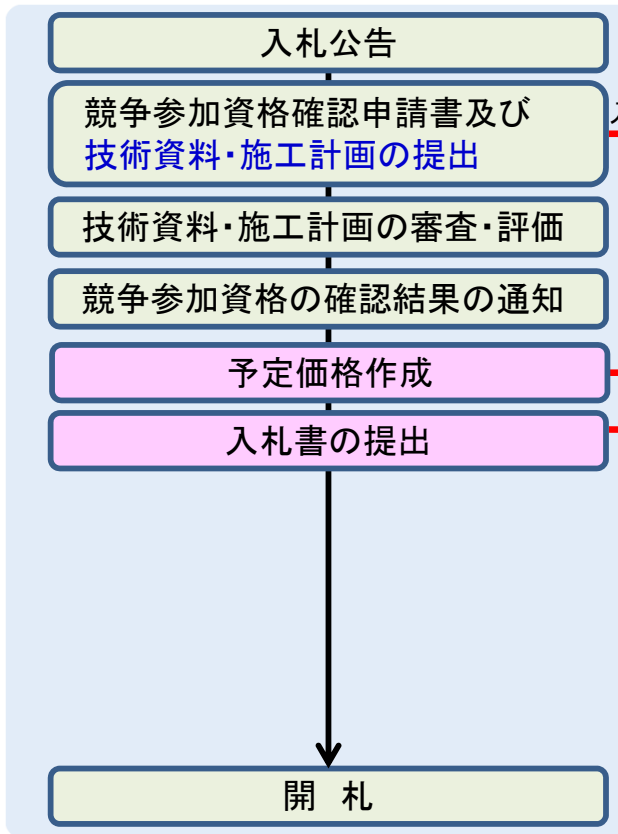 入札公告
競争参加資格確認申請書及び
技術資料・施工計画の提出
技術資料・施工計画の審査・評価
競争参加資格の確認結果の通知
予定価格作成
入札書の提出
開 札